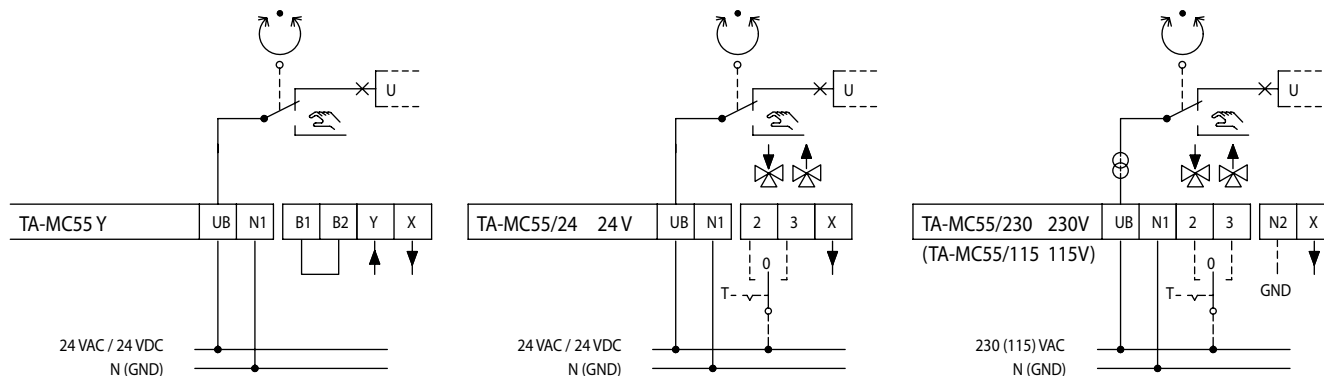 U
TA-MC55 Y UB N1 B1 B2 Y X
24 VAC / 24 VDC
N (GND)
U
TA-MC55/24 24 V UB N1 2 3 X
0
T
24 VAC / 24 VDC
N (GND)
U
TA-MC55/230 230V UB N1 2 3 N2 X
(TA-MC55/115 115V)
0
T
GND
230 (115) VAC
N (GND)